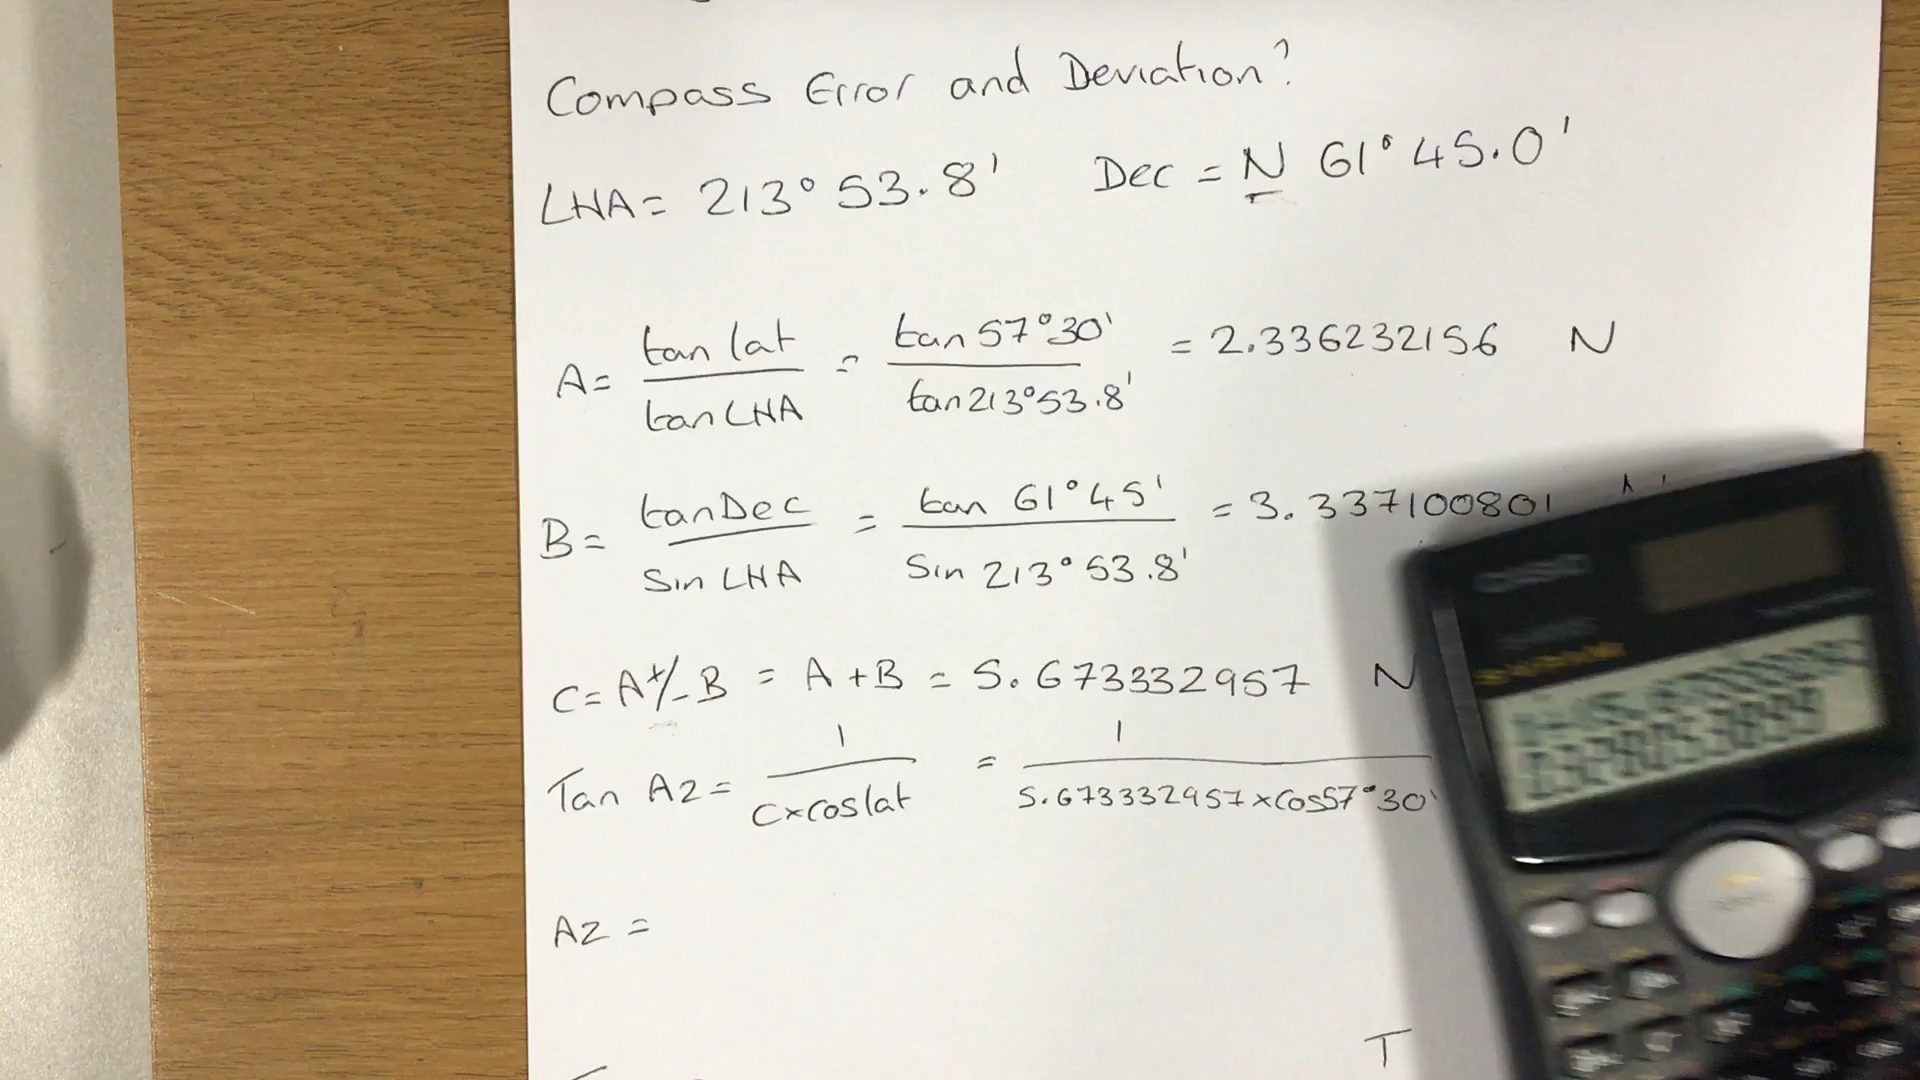 Compass Error and Deviation?
LHA = 213° 53.8' Dec = N 61° 45.0'
A = tan lat / tan LHA = tan 57°30' / tan 213°53.8' = 2.336232156 N
B = tan Dec / Sin LHA = tan 61°45' / Sin 213°53.8' = 3.337100801
C = A +/- B = A + B = 5.673332957 N
Tan Az = 1 / C x cos lat = 1 / 5.673332957 x Cos57°30'
Az =
T